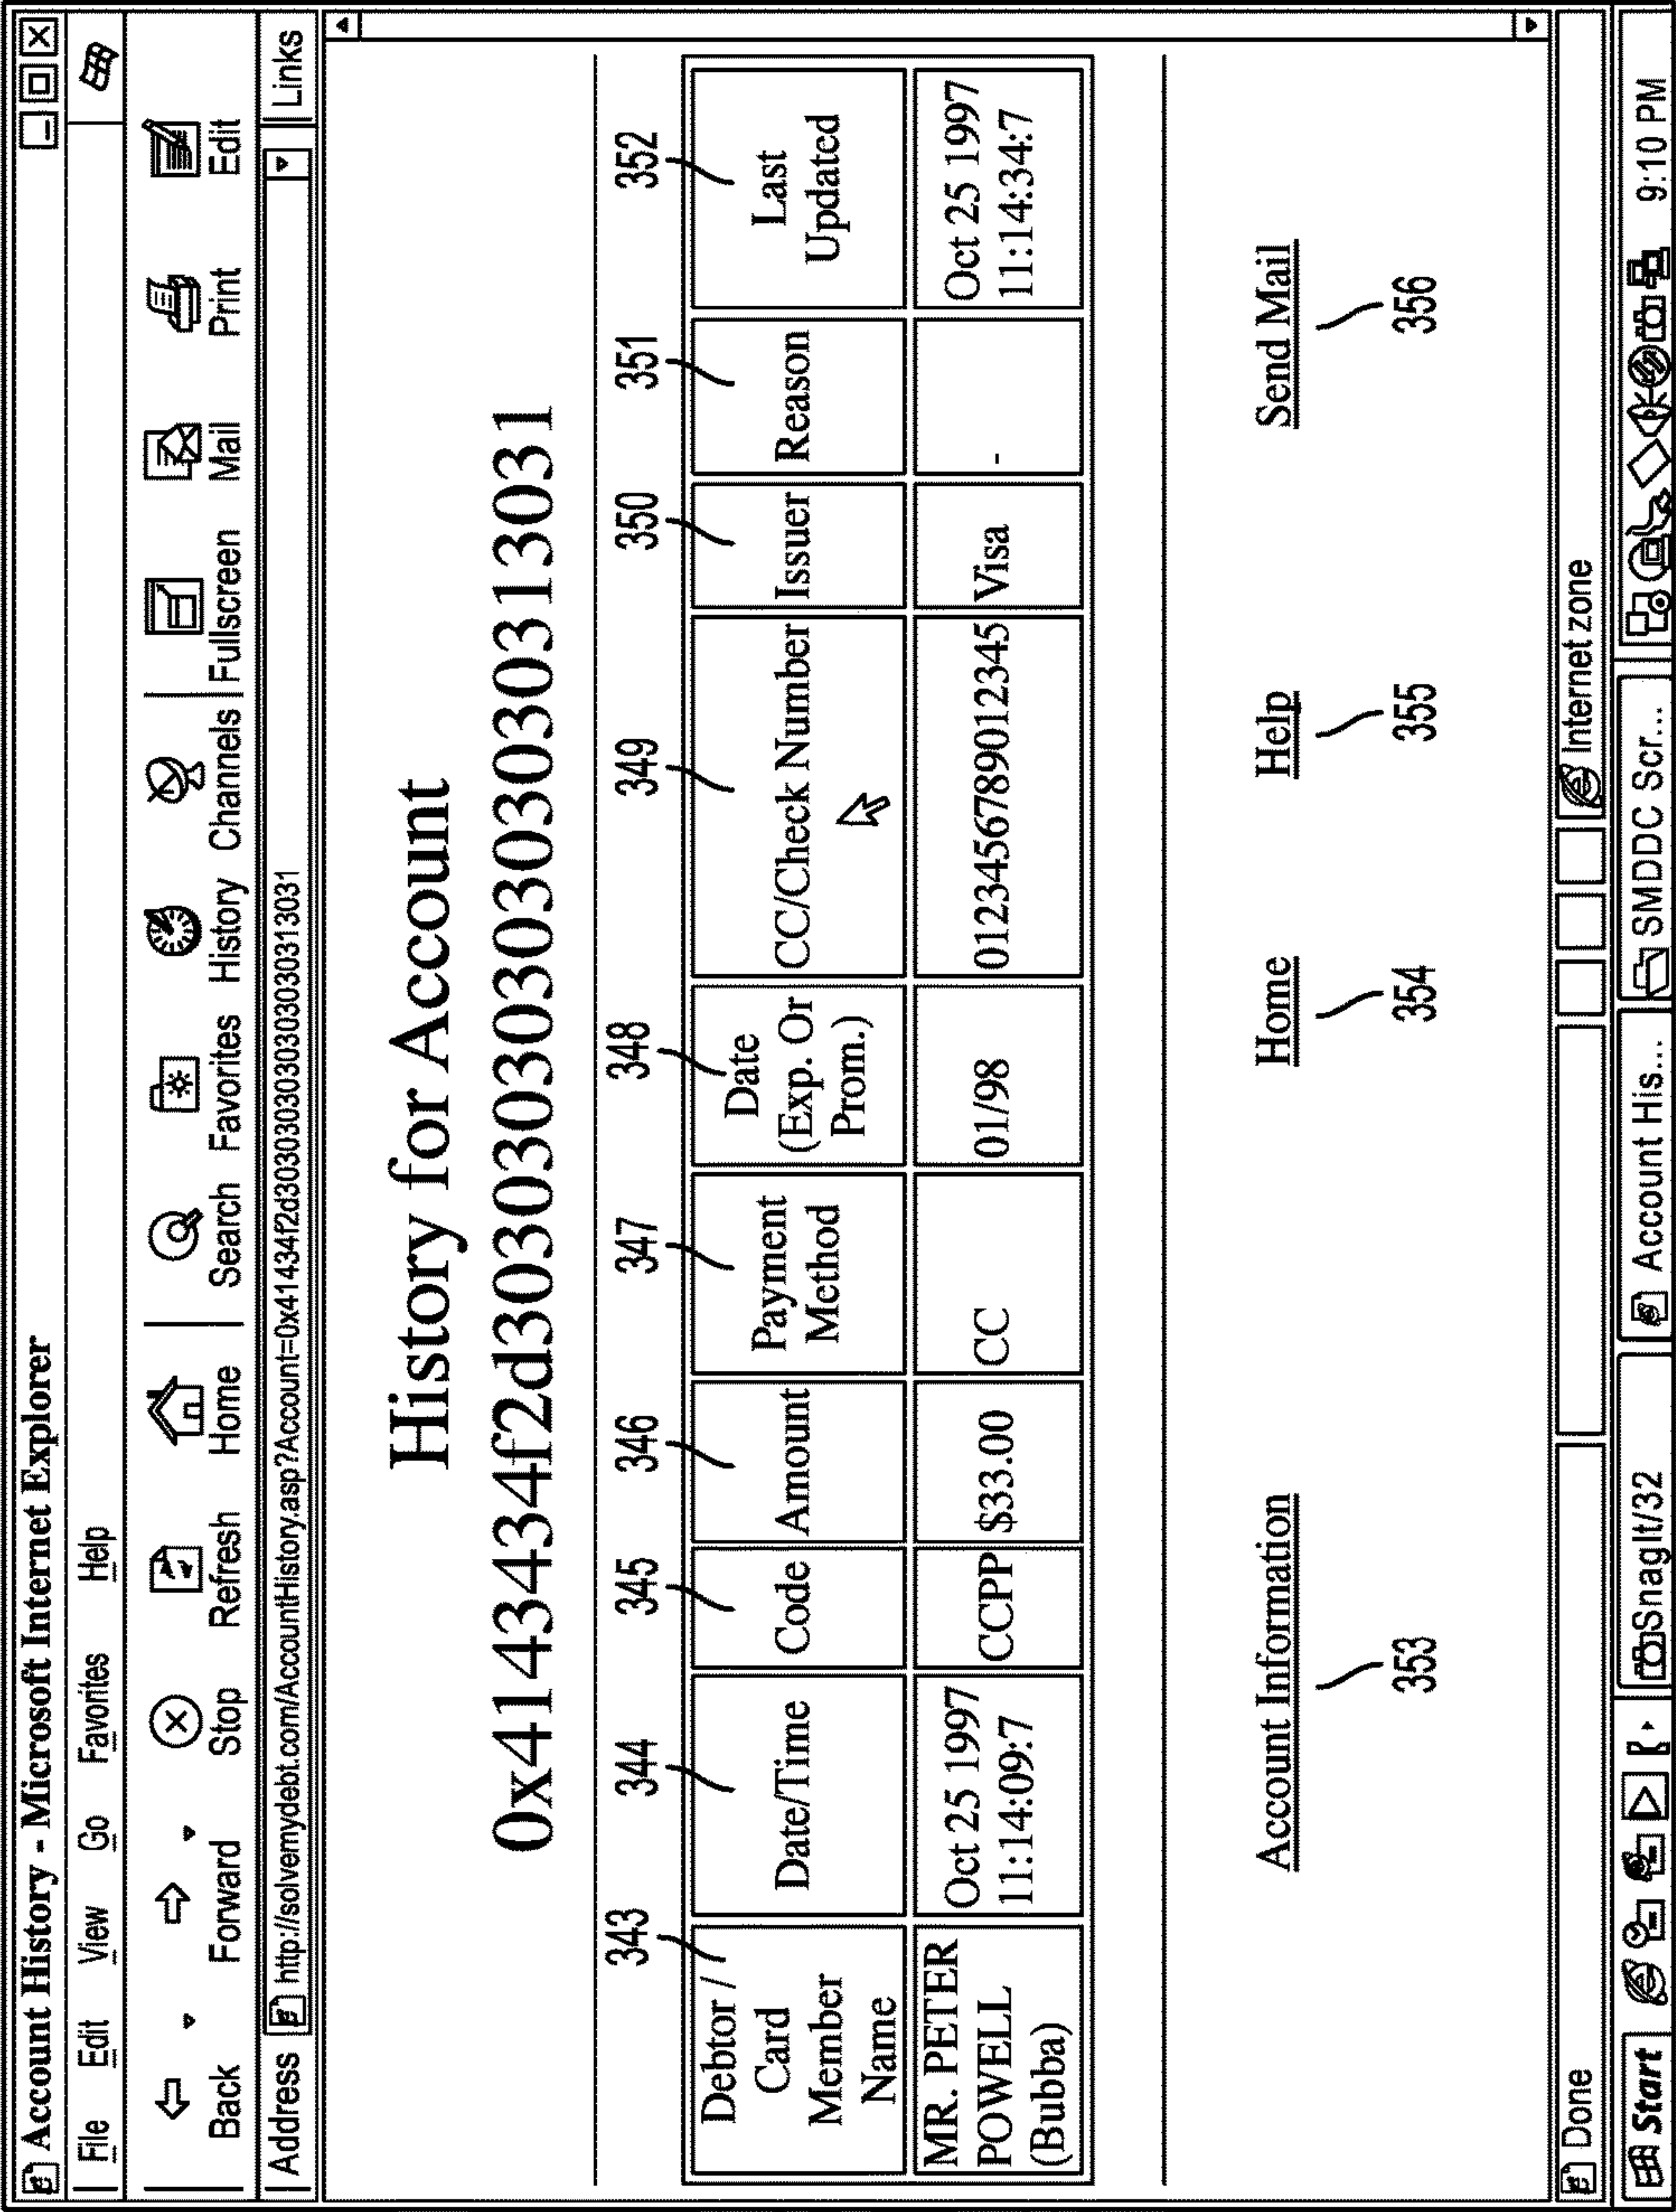 Account History - Microsoft Internet Explorer
File Edit View Go Favorites Help
Back Forward Stop Refresh Home Search Favorites History Channels Fullscreen Mail Print Edit
Address http://solvemydebt.com/AccountHistory.asp?Account=0x4143434f2d3030303030303030313031 Links
History for Account
0x4143434f2d3030303030303030313031
343 344 345 346 347 348 349 350 351 352
Debtor / Card Member Name Date/Time Code Amount Payment Method Date (Exp. Or Prom.) CC/Check Number Issuer Reason Last Updated
MR. PETER POWELL (Bubba) Oct 25 1997 11:14:09:7 CCPP $33.00 CC 01/98 0123456789012345 Visa - Oct 25 1997 11:14:34:7
Account Information Home Help Send Mail
353 354 355 356
Done Internet zone
Start SnagIt/32 Account His... SMDDC Scr... 9:10 PM